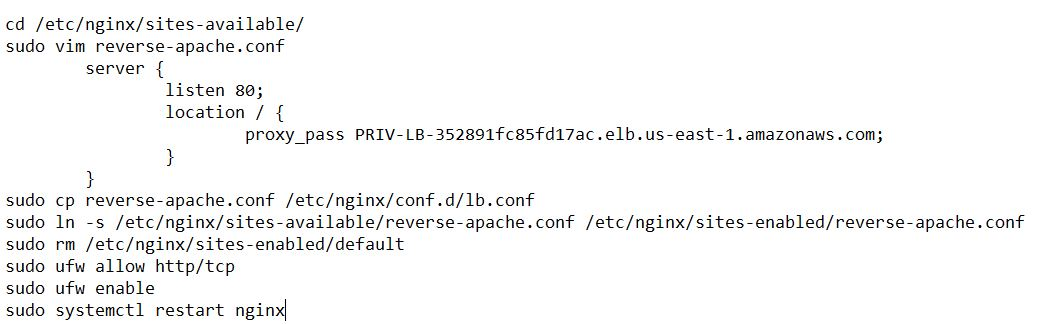 cd /etc/nginx/sites-available/
sudo vim reverse-apache.conf
        server {
                listen 80;
                location / {
                        proxy_pass PRIV-LB-352891fc85fd17ac.elb.us-east-1.amazonaws.com;
                }
        }
sudo cp reverse-apache.conf /etc/nginx/conf.d/lb.conf
sudo ln -s /etc/nginx/sites-available/reverse-apache.conf /etc/nginx/sites-enabled/reverse-apache.conf
sudo rm /etc/nginx/sites-enabled/default
sudo ufw allow http/tcp
sudo ufw enable
sudo systemctl restart nginx